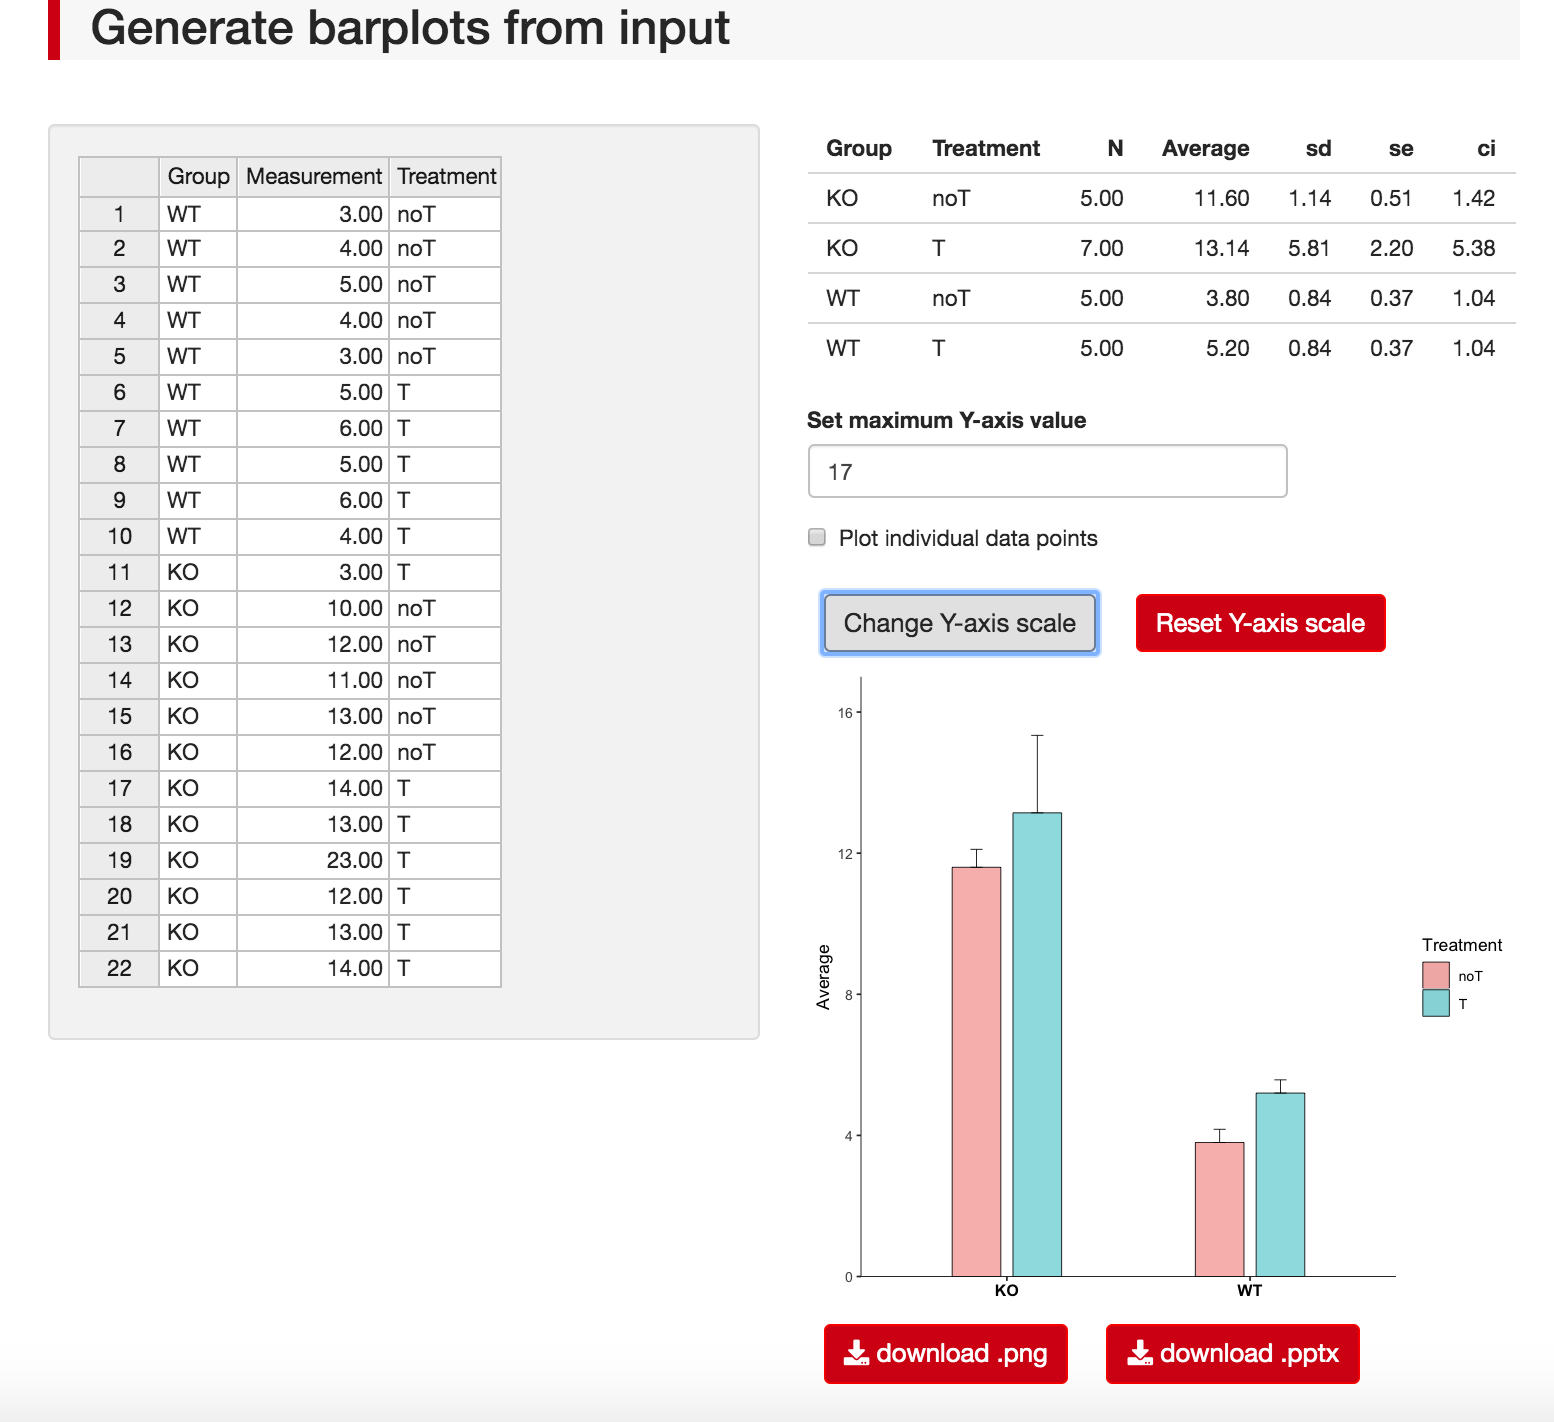 Generate barplots from input
Group Measurement Treatment
1 WT 3.00 noT
2 WT 4.00 noT
3 WT 5.00 noT
4 WT 4.00 noT
5 WT 3.00 noT
6 WT 5.00 T
7 WT 6.00 T
8 WT 5.00 T
9 WT 6.00 T
10 WT 4.00 T
11 KO 3.00 T
12 KO 10.00 noT
13 KO 12.00 noT
14 KO 11.00 noT
15 KO 13.00 noT
16 KO 12.00 noT
17 KO 14.00 T
18 KO 13.00 T
19 KO 23.00 T
20 KO 12.00 T
21 KO 13.00 T
22 KO 14.00 T
Group Treatment N Average sd se ci
KO noT 5.00 11.60 1.14 0.51 1.42
KO T 7.00 13.14 5.81 2.20 5.38
WT noT 5.00 3.80 0.84 0.37 1.04
WT T 5.00 5.20 0.84 0.37 1.04
Set maximum Y-axis value
17
Plot individual data points
Change Y-axis scale
Reset Y-axis scale
16
12
8
4
0
Average
KO
WT
Treatment
noT
T
download .png
download .pptx